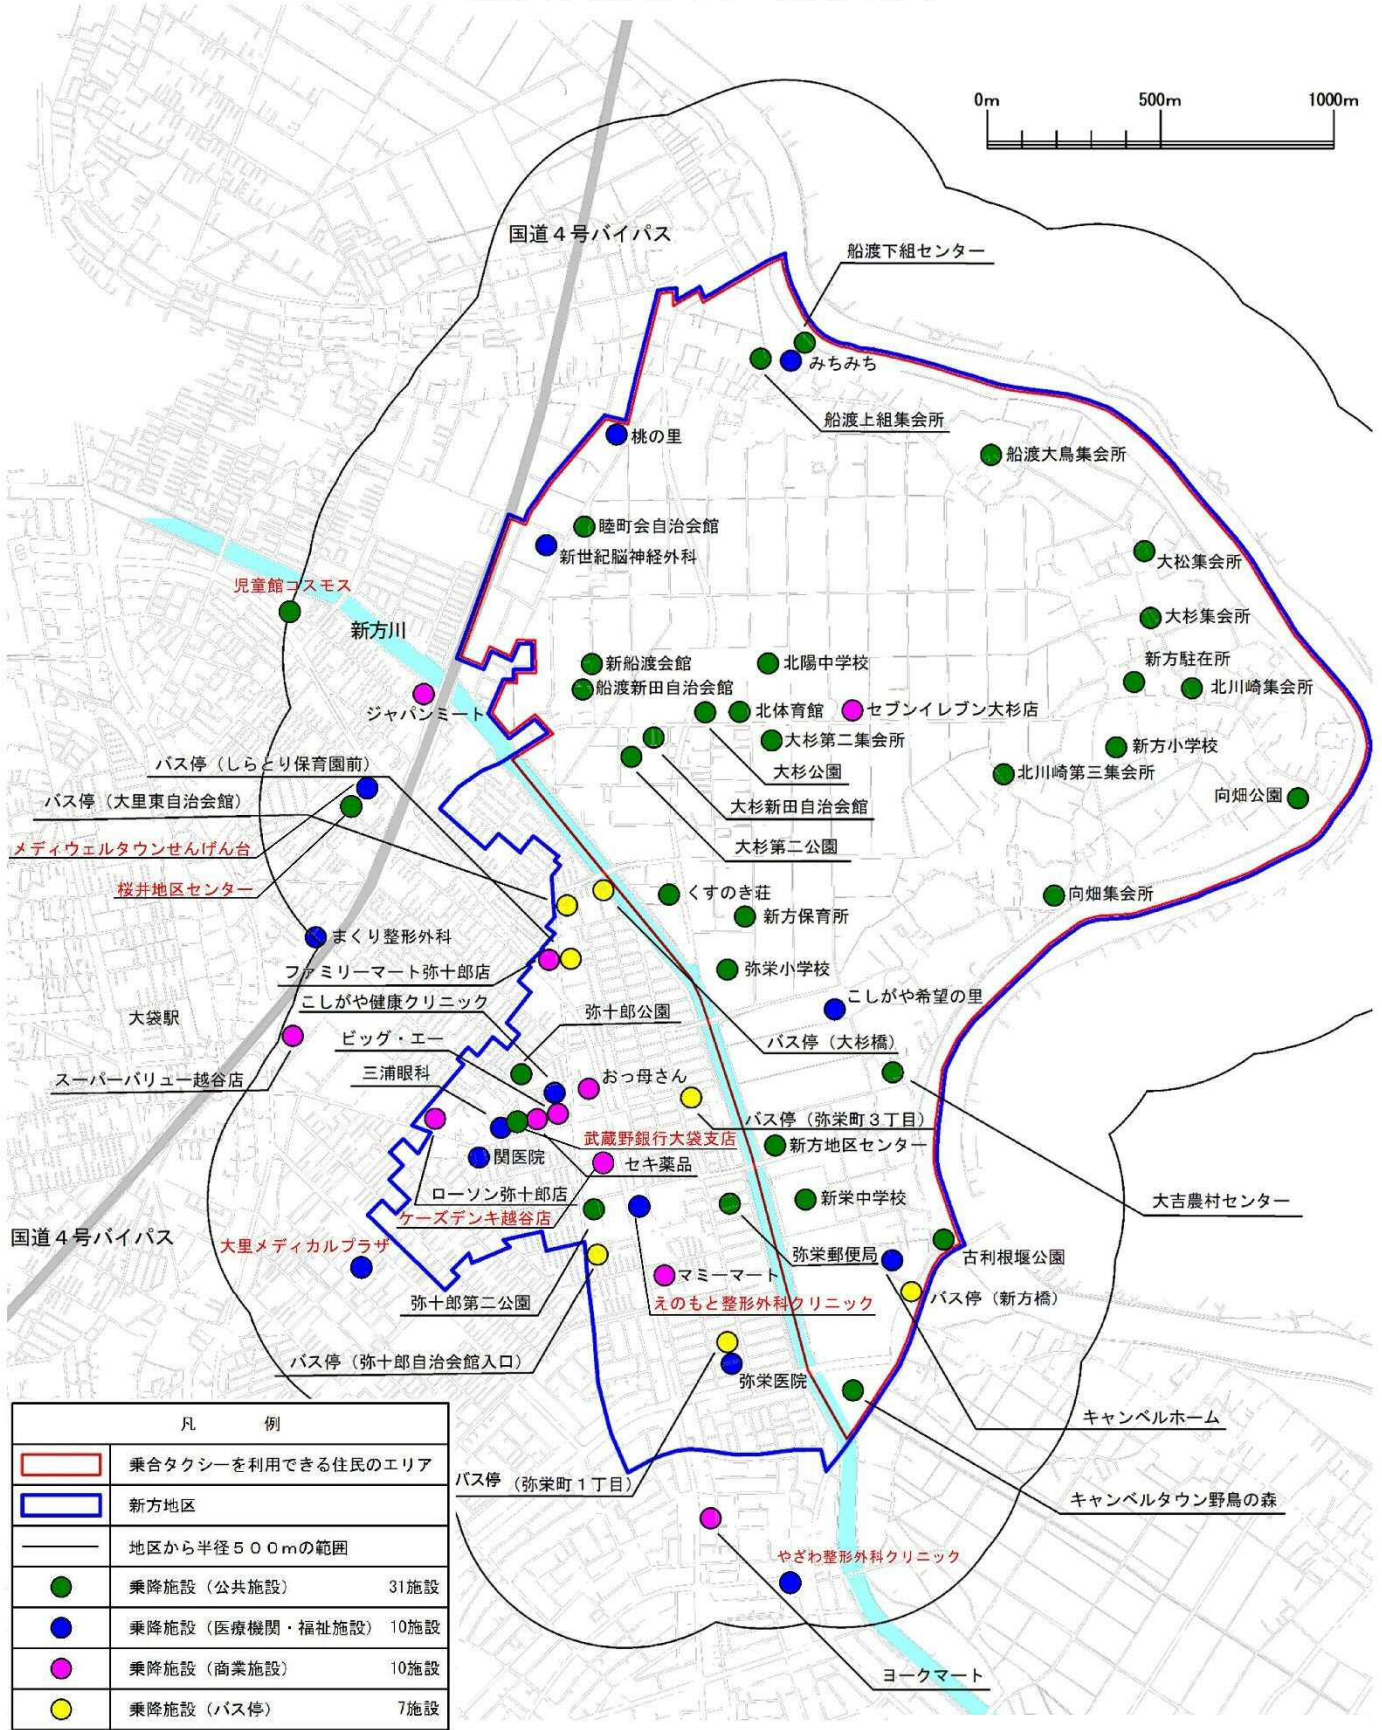 0m 500m 1000m
国道４号バイパス
船渡下組センター
みちみち
船渡上組集会所
桃の里
船渡大鳥集会所
睦町会自治会館
新世紀脳神経外科
大松集会所
児童館コスモス
大杉集会所
新方川
新船渡会館
北陽中学校
新方駐在所
船渡新田自治会館
北川崎集会所
ジャパンミート
北体育館
セブンイレブン大杉店
大杉第二集会所
新方小学校
バス停（しらとり保育園前）
大杉公園
北川崎第三集会所
バス停（大里東自治会館）
大杉新田自治会館
向畑公園
メディウェルタウンせんげん台
大杉第二公園
桜井地区センター
くすのき荘
向畑集会所
新方保育所
まくり整形外科
ファミリーマート弥十郎店
弥栄小学校
こしがや健康クリニック
こしがや希望の里
大袋駅
弥十郎公園
ビッグ・エー
バス停（大杉橋）
三浦眼科
おっ母さん
スーパーバリュー越谷店
バス停（弥栄町３丁目）
武蔵野銀行大袋支店
新方地区センター
関医院
セキ薬品
ローソン弥十郎店
新栄中学校
大吉農村センター
ケーズデンキ越谷店
国道４号バイパス
大里メディカルプラザ
弥栄郵便局
古利根堰公園
マミーマート
弥十郎第二公園
えのもと整形外科クリニック
バス停（新方橋）
バス停（弥十郎自治会館入口）
弥栄医院
キャンベルホーム
バス停（弥栄町１丁目）
キャンベルタウン野鳥の森
やざわ整形外科クリニック
ヨークマート
凡 例
乗合タクシーを利用できる住民のエリア
新方地区
地区から半径５００ｍの範囲
乗降施設（公共施設） 31施設
乗降施設（医療機関・福祉施設） 10施設
乗降施設（商業施設） 10施設
乗降施設（バス停） 7施設